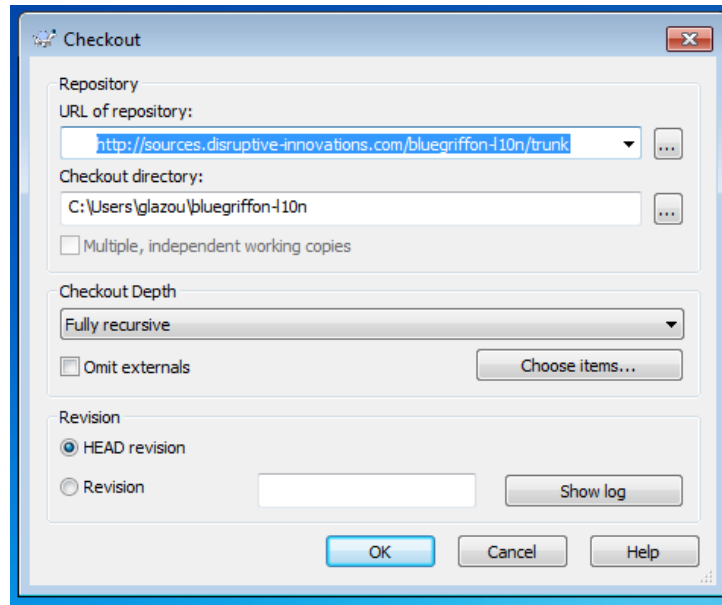 Checkout
Repository
URL of repository:
http://sources.disruptive-innovations.com/bluegriffon-l10n/trunk
...
Checkout directory:
C:\Users\glazou\bluegriffon-l10n
...
Multiple, independent working copies
Checkout Depth
Fully recursive
Omit externals
Choose items...
Revision
HEAD revision
Revision
Show log
OK
Cancel
Help